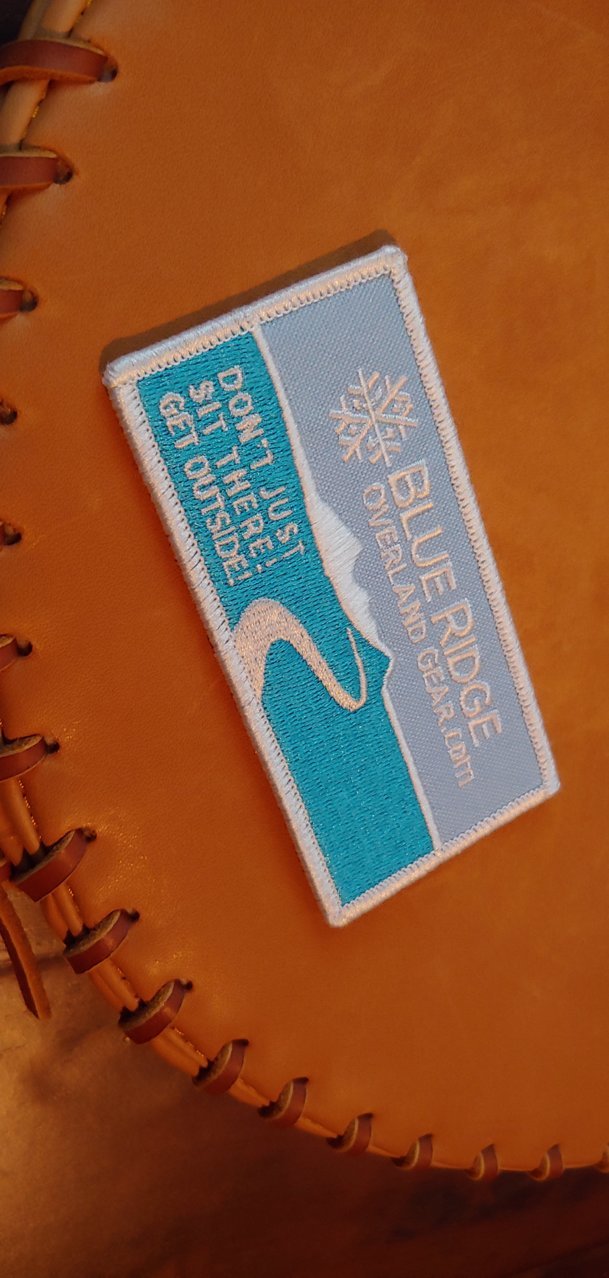 BLUE RIDGE
OVERLAND GEAR.com
DON'T JUST
SIT THERE!
GET OUTSIDE!